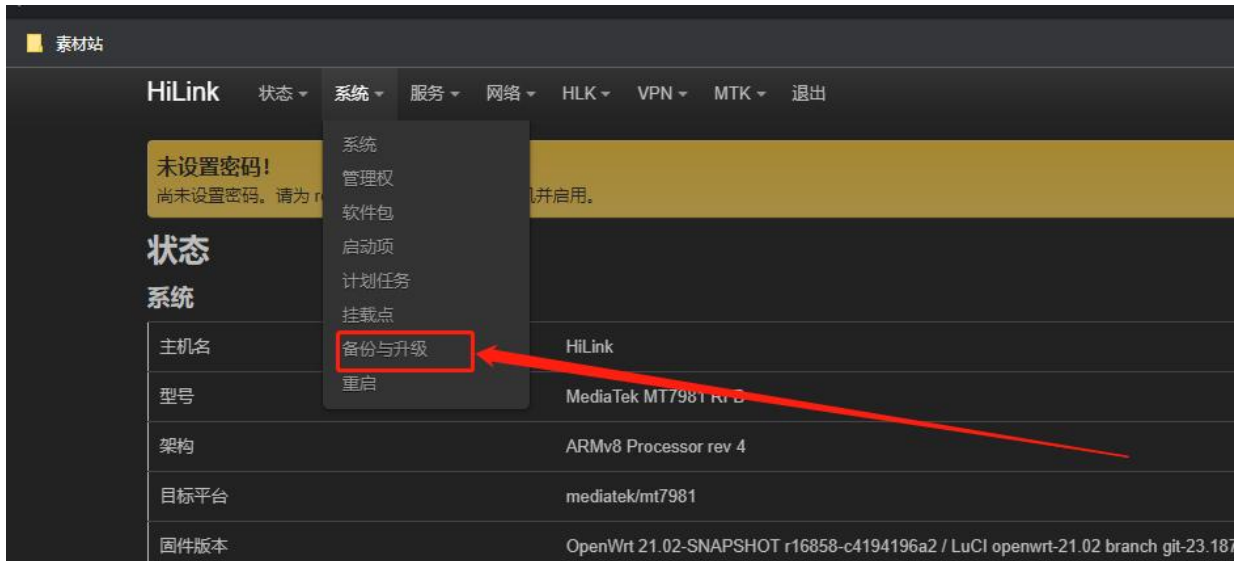 素材站
HiLink 状态 系统 服务 网络 HLK VPN MTK 退出
系统
管理权
软件包
启动项
计划任务
挂载点
备份与升级
重启
未设置密码!
尚未设置密码。请为 并启用。
状态
系统
主机名 HiLink
型号 MediaTek MT7981
架构 ARMv8 Processor rev 4
目标平台 mediatek/mt7981
固件版本 OpenWrt 21.02-SNAPSHOT r16858-c4194196a2 / LuCI openwrt-21.02 branch git-23.187